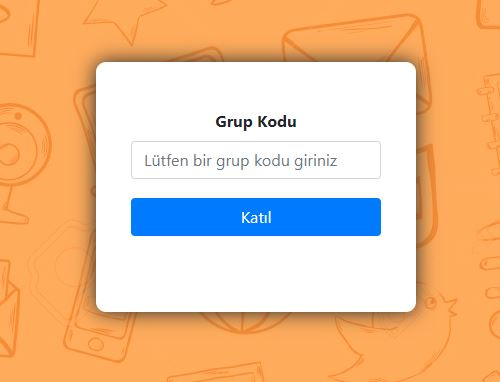 Grup Kodu
Lütfen bir grup kodu giriniz
Katıl